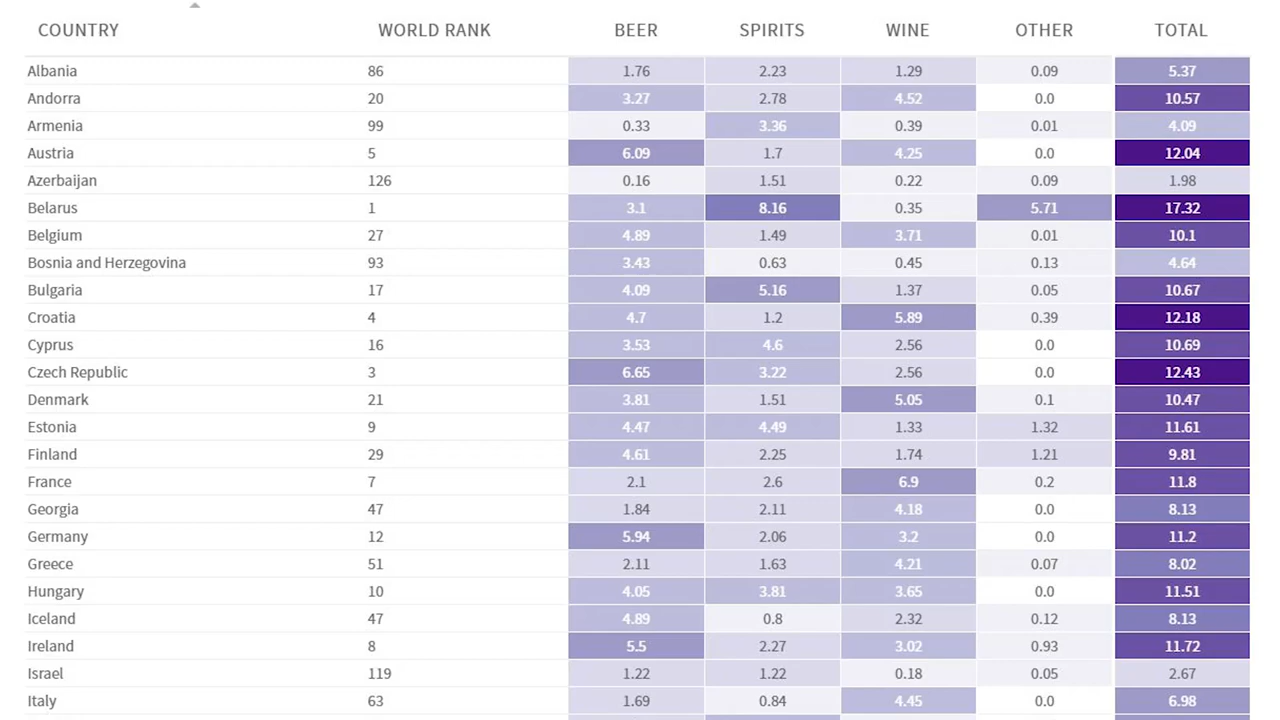 COUNTRY WORLD RANK BEER SPIRITS WINE OTHER TOTAL
Albania 86 1.76 2.23 1.29 0.09 5.37
Andorra 20 3.27 2.78 4.52 0.0 10.57
Armenia 99 0.33 3.36 0.39 0.01 4.09
Austria 5 6.09 1.7 4.25 0.0 12.04
Azerbaijan 126 0.16 1.51 0.22 0.09 1.98
Belarus 1 3.1 8.16 0.35 5.71 17.32
Belgium 27 4.89 1.49 3.71 0.01 10.1
Bosnia and Herzegovina 93 3.43 0.63 0.45 0.13 4.64
Bulgaria 17 4.09 5.16 1.37 0.05 10.67
Croatia 4 4.7 1.2 5.89 0.39 12.18
Cyprus 16 3.53 4.6 2.56 0.0 10.69
Czech Republic 3 6.65 3.22 2.56 0.0 12.43
Denmark 21 3.81 1.51 5.05 0.1 10.47
Estonia 9 4.47 4.49 1.33 1.32 11.61
Finland 29 4.61 2.25 1.74 1.21 9.81
France 7 2.1 2.6 6.9 0.2 11.8
Georgia 47 1.84 2.11 4.18 0.0 8.13
Germany 12 5.94 2.06 3.2 0.0 11.2
Greece 51 2.11 1.63 4.21 0.07 8.02
Hungary 10 4.05 3.81 3.65 0.0 11.51
Iceland 47 4.89 0.8 2.32 0.12 8.13
Ireland 8 5.5 2.27 3.02 0.93 11.72
Israel 119 1.22 1.22 0.18 0.05 2.67
Italy 63 1.69 0.84 4.45 0.0 6.98